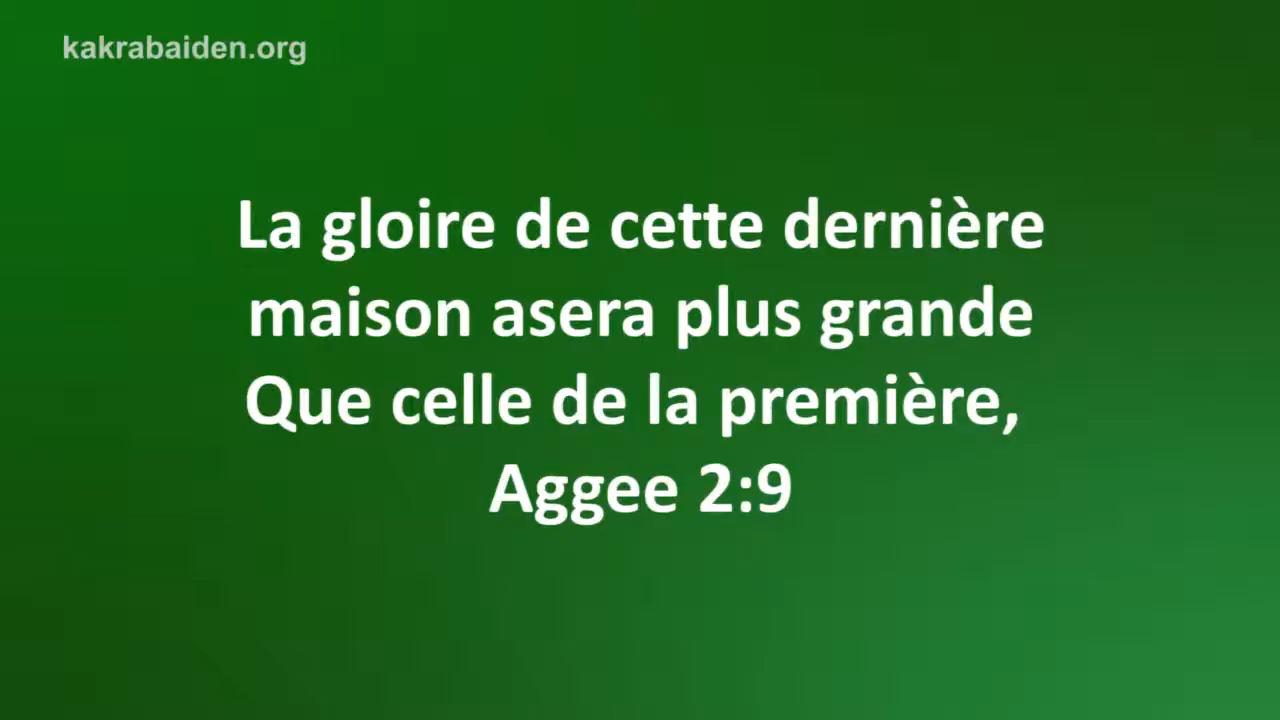 kakrabaiden.org
La gloire de cette dernière
maison asera plus grande
Que celle de la première,
Aggee 2:9